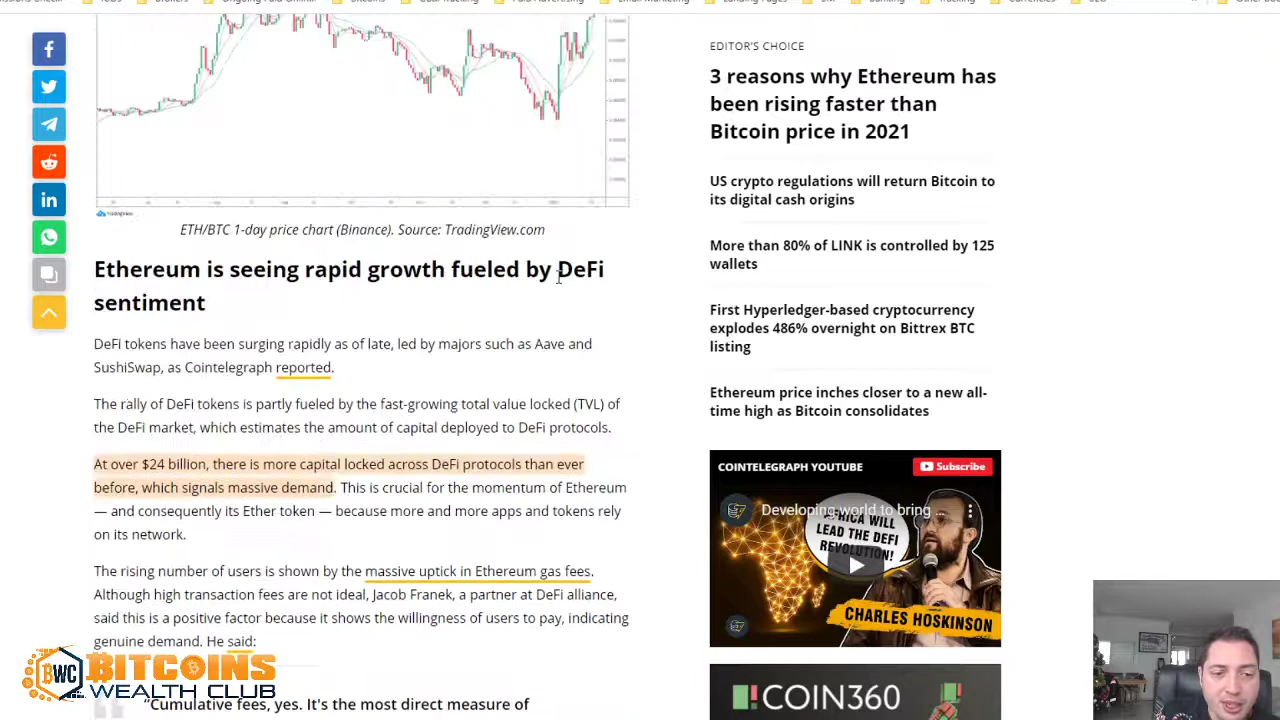 ETH/BTC 1-day price chart (Binance). Source: TradingView.com
Ethereum is seeing rapid growth fueled by DeFi
sentiment
DeFi tokens have been surging rapidly as of late, led by majors such as Aave and
SushiSwap, as Cointelegraph reported.
The rally of DeFi tokens is partly fueled by the fast-growing total value locked (TVL) of
the DeFi market, which estimates the amount of capital deployed to DeFi protocols.
At over $24 billion, there is more capital locked across DeFi protocols than ever
before, which signals massive demand. This is crucial for the momentum of Ethereum
— and consequently its Ether token — because more and more apps and tokens rely
on its network.
The rising number of users is shown by the massive uptick in Ethereum gas fees.
Although high transaction fees are not ideal, Jacob Franek, a partner at DeFi alliance,
said this is a positive factor because it shows the willingness of users to pay, indicating
genuine demand. He said:
"Cumulative fees, yes. It's the most direct measure of
EDITOR'S CHOICE
3 reasons why Ethereum has
been rising faster than
Bitcoin price in 2021
US crypto regulations will return Bitcoin to
its digital cash origins
More than 80% of LINK is controlled by 125
wallets
First Hyperledger-based cryptocurrency
explodes 486% overnight on Bittrex BTC
listing
Ethereum price inches closer to a new all-
time high as Bitcoin consolidates
COINTELEGRAPH YOUTUBE
Subscribe
Developing world to bring ...
AFRICA WILL
LEAD THE DEFI
REVOLUTION!
CHARLES HOSKINSON
COIN360
BWC
BITCOINS
WEALTH CLUB